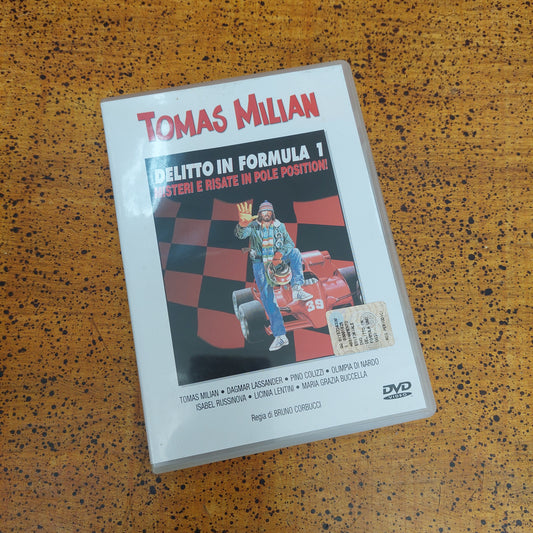 TOMAS MILIAN
DELITTO IN FORMULA 1
MISTERI E RISATE IN POLE POSITION!
39
TOMAS MILIAN • DAGMAR LASSANDER • PINO COLIZZI • OLIMPIA DI NARDO
ISABEL RUSSINOVA • LICINIA LENTINI • MARIA GRAZIA BUCCELLA
Regia di BRUNO CORBUCCI
DVD
VIDEO